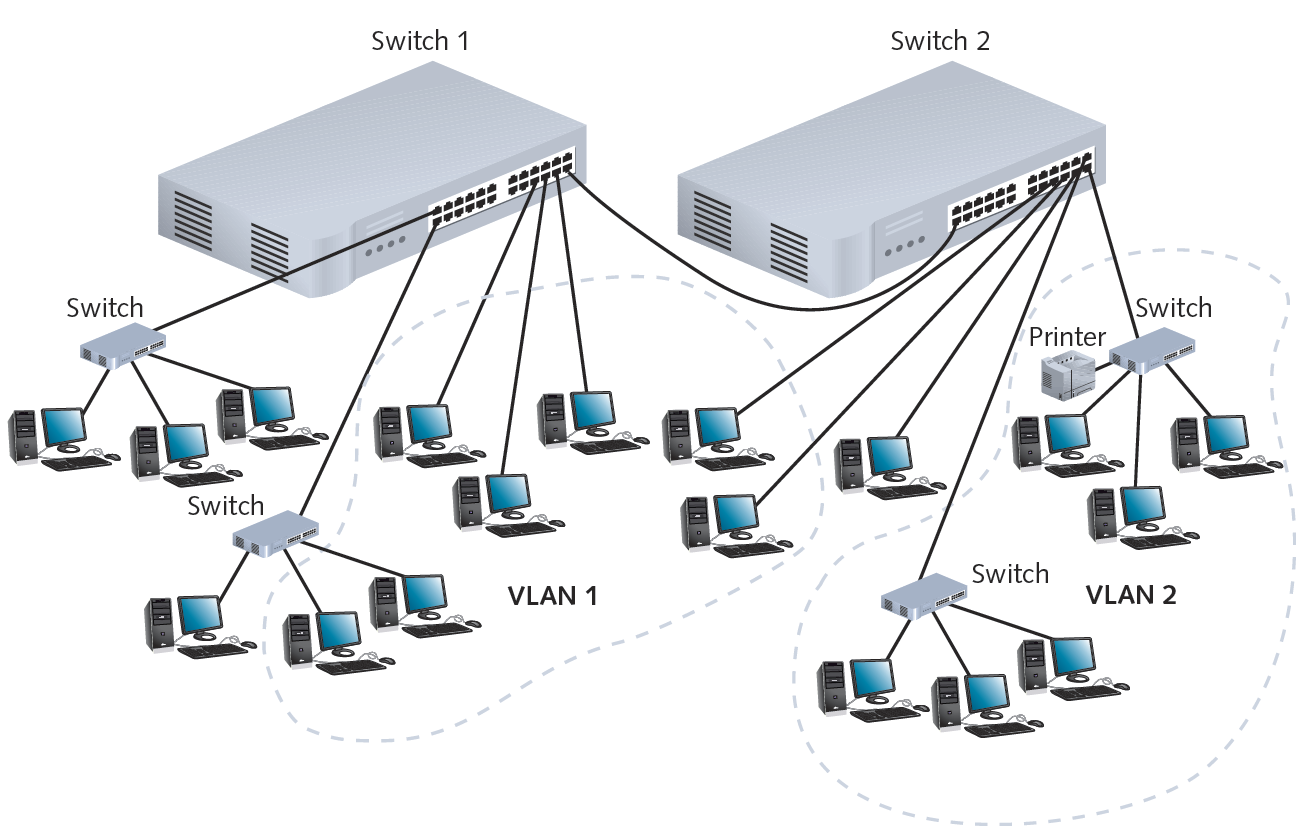 Switch 1
Switch 2
Switch
Switch
Printer
Switch
VLAN 1
Switch
VLAN 2